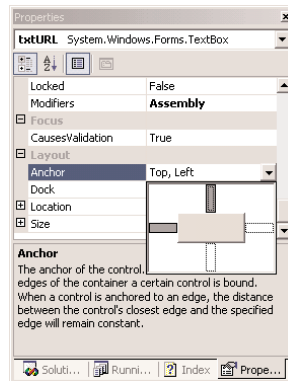 Properties
txtURL System.Windows.Forms.TextBox
Locked False
Modifiers Assembly
Focus
CausesValidation True
Layout
Anchor Top, Left
Dock
Location
Size
Anchor
The anchor of the control.
edges of the container a certain control is bound.
When a control is anchored to an edge, the distance
between the control's closest edge and the specified
edge will remain constant.
Soluti... Runni... Index Prope...